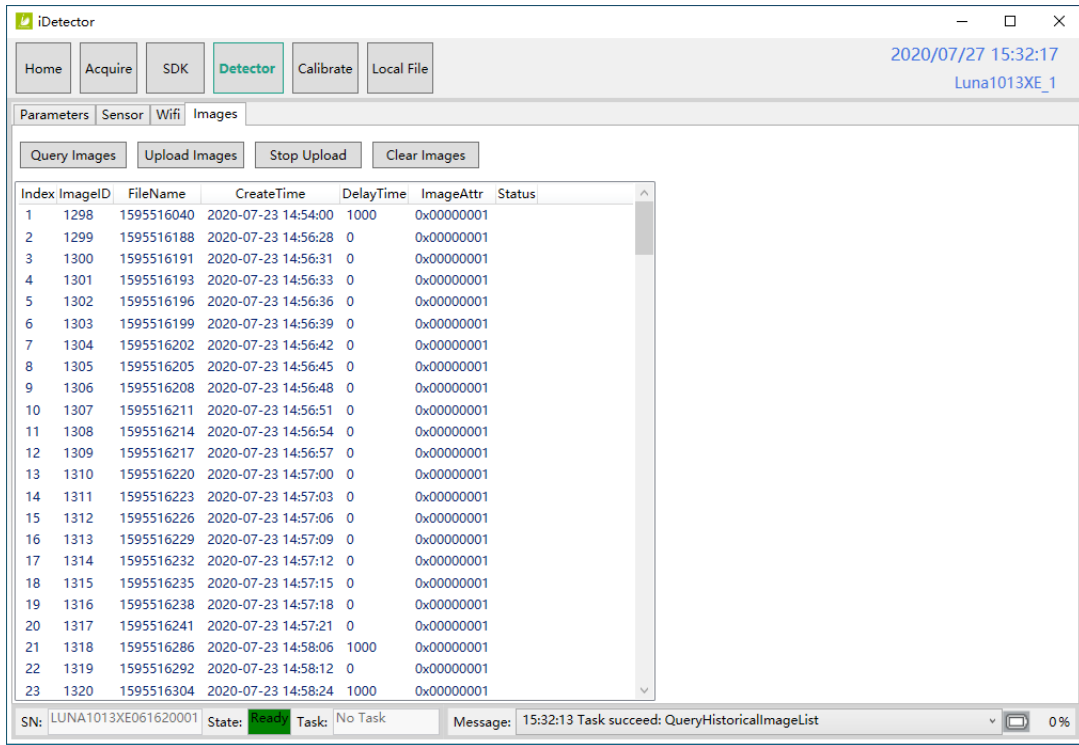 iDetector
Home Acquire SDK Detector Calibrate Local File
2020/07/27 15:32:17
Luna1013XE_1
Parameters Sensor Wifi Images
Query Images Upload Images Stop Upload Clear Images
Index ImageID FileName CreateTime DelayTime ImageAttr Status
1 1298 1595516040 2020-07-23 14:54:00 1000 0x00000001
2 1299 1595516188 2020-07-23 14:56:28 0 0x00000001
3 1300 1595516191 2020-07-23 14:56:31 0 0x00000001
4 1301 1595516193 2020-07-23 14:56:33 0 0x00000001
5 1302 1595516196 2020-07-23 14:56:36 0 0x00000001
6 1303 1595516199 2020-07-23 14:56:39 0 0x00000001
7 1304 1595516202 2020-07-23 14:56:42 0 0x00000001
8 1305 1595516205 2020-07-23 14:56:45 0 0x00000001
9 1306 1595516208 2020-07-23 14:56:48 0 0x00000001
10 1307 1595516211 2020-07-23 14:56:51 0 0x00000001
11 1308 1595516214 2020-07-23 14:56:54 0 0x00000001
12 1309 1595516217 2020-07-23 14:56:57 0 0x00000001
13 1310 1595516220 2020-07-23 14:57:00 0 0x00000001
14 1311 1595516223 2020-07-23 14:57:03 0 0x00000001
15 1312 1595516226 2020-07-23 14:57:06 0 0x00000001
16 1313 1595516229 2020-07-23 14:57:09 0 0x00000001
17 1314 1595516232 2020-07-23 14:57:12 0 0x00000001
18 1315 1595516235 2020-07-23 14:57:15 0 0x00000001
19 1316 1595516238 2020-07-23 14:57:18 0 0x00000001
20 1317 1595516241 2020-07-23 14:57:21 0 0x00000001
21 1318 1595516286 2020-07-23 14:58:06 1000 0x00000001
22 1319 1595516292 2020-07-23 14:58:12 0 0x00000001
23 1320 1595516304 2020-07-23 14:58:24 1000 0x00000001
SN: LUNA1013XE061620001 State: Ready Task: No Task Message: 15:32:13 Task succeed: QueryHistoricalImageList 0%